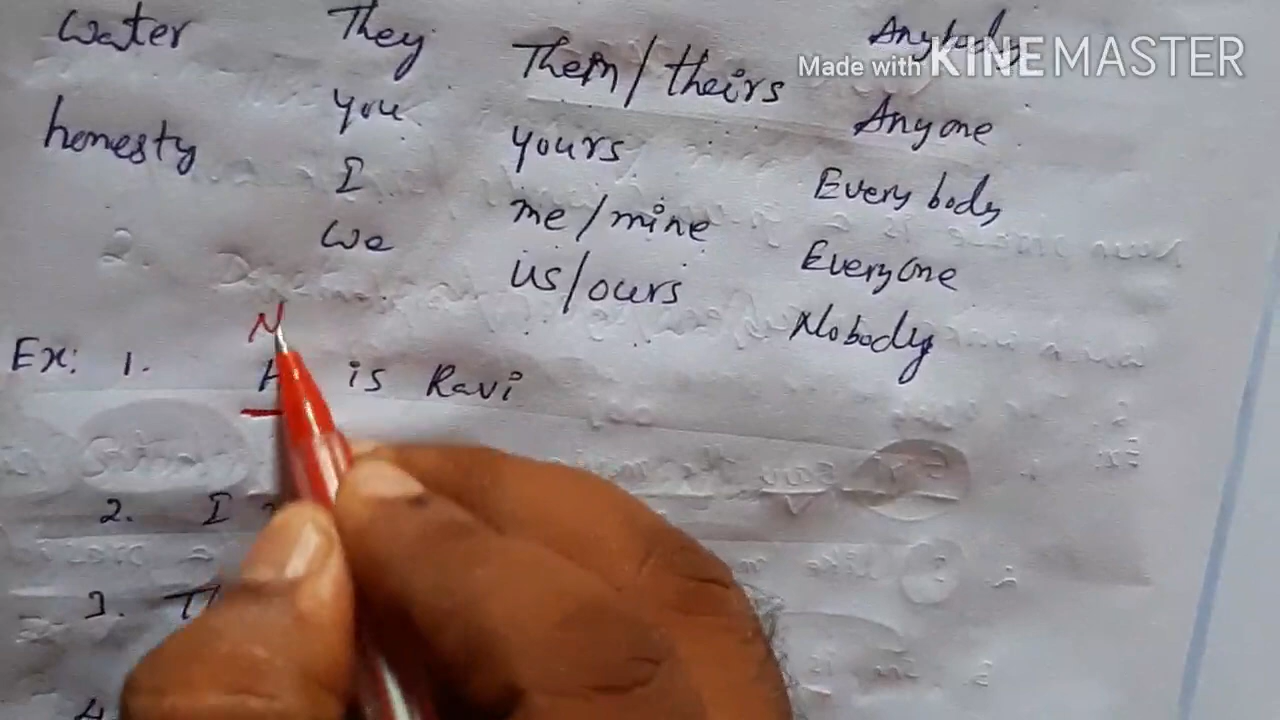 Water They Them/theirs Anybody
Made with KINEMASTER
honesty you yours Anyone
I me/mine Every body
We us/ours Everyone
Nobody
N
Ex: 1. is Ravi
2. I
3.